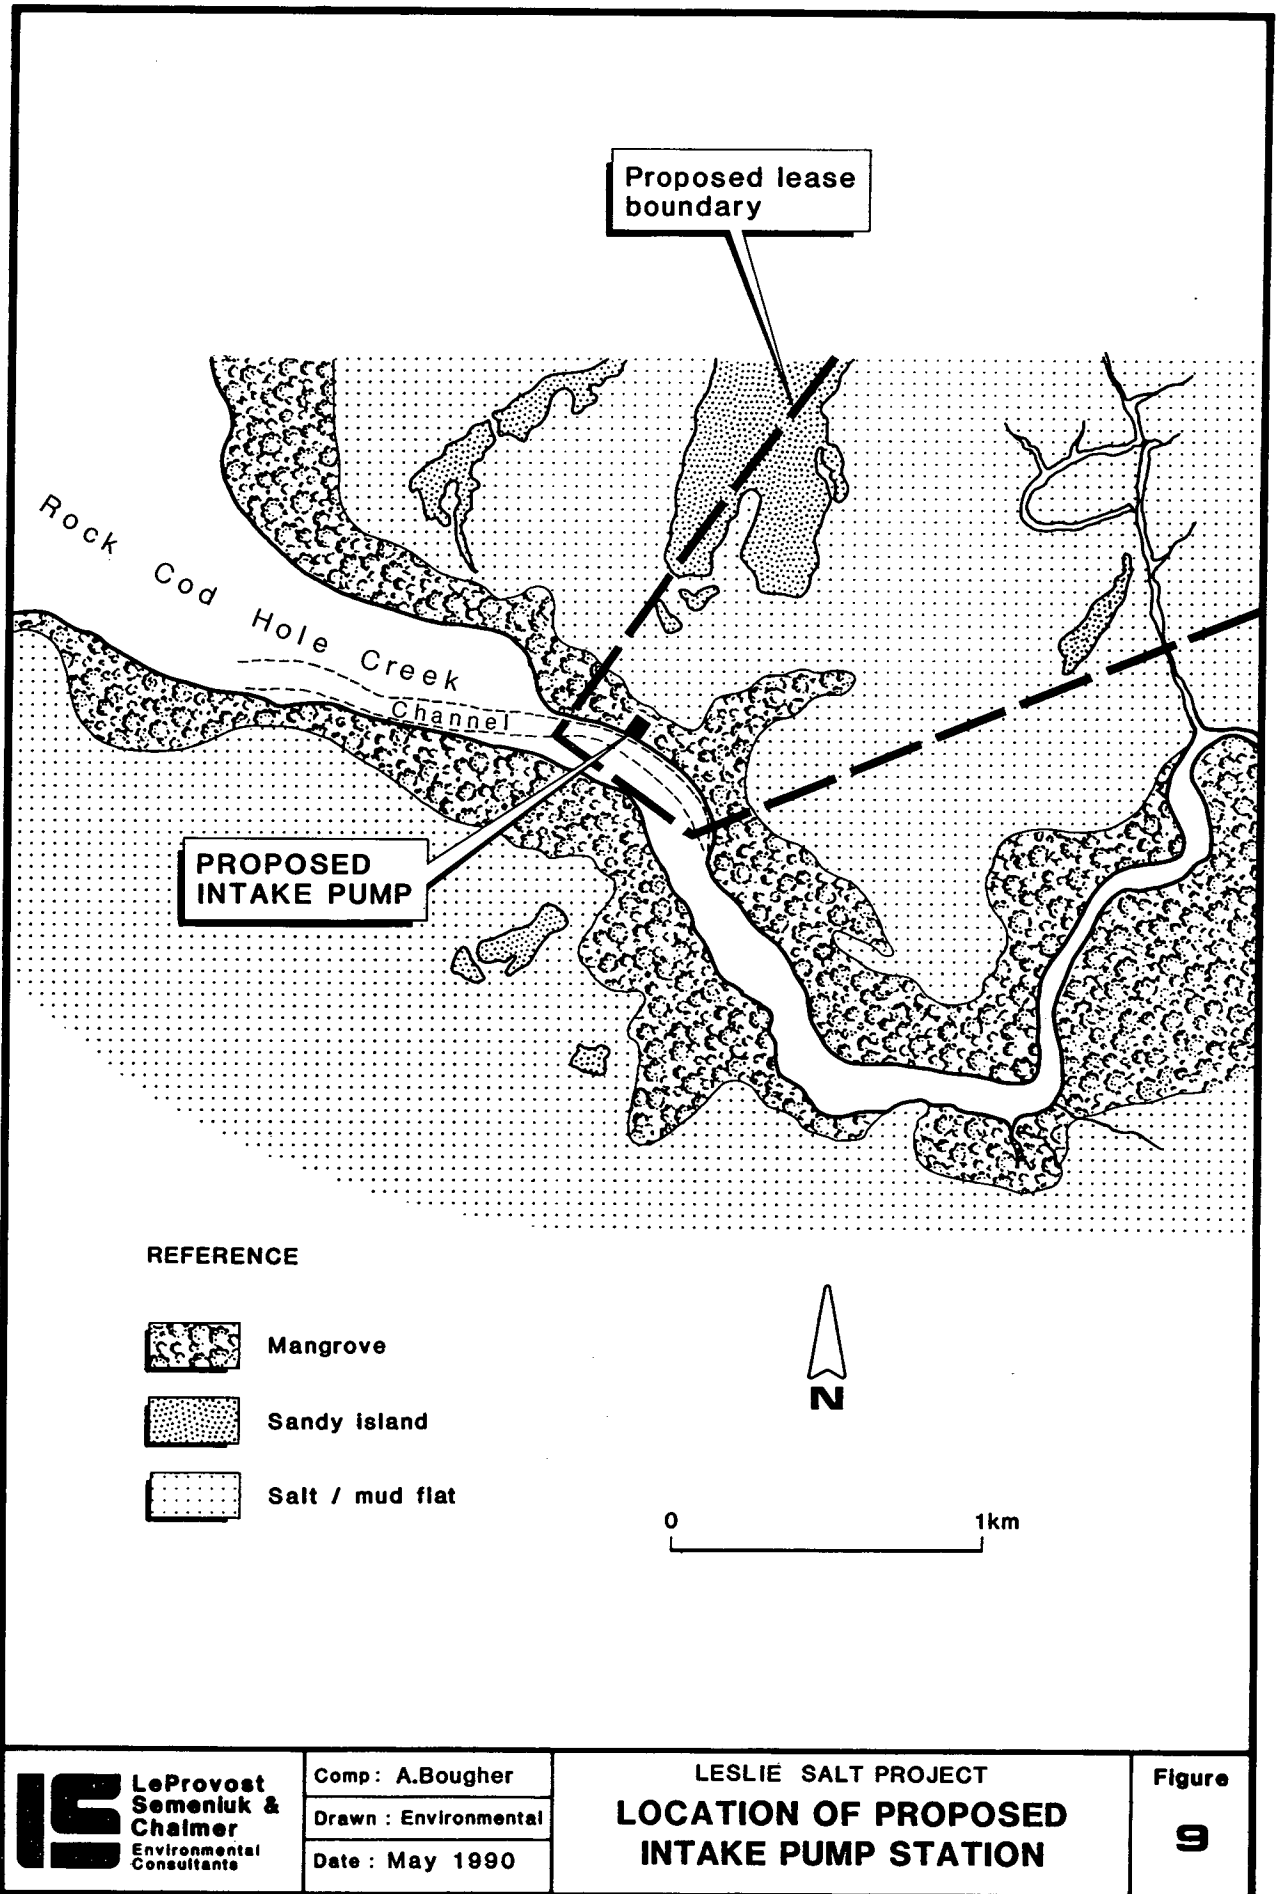 Proposed lease
boundary
Rock Cod Hole Creek
Channel
PROPOSED
INTAKE PUMP
REFERENCE
Mangrove
Sandy island
Salt / mud flat
N
0 1km
LeProvost
Semeniuk &
Chalmer
Environmental
Consultants
Comp: A.Bougher
Drawn : Environmental
Date : May 1990
LESLIE SALT PROJECT
LOCATION OF PROPOSED
INTAKE PUMP STATION
Figure
9